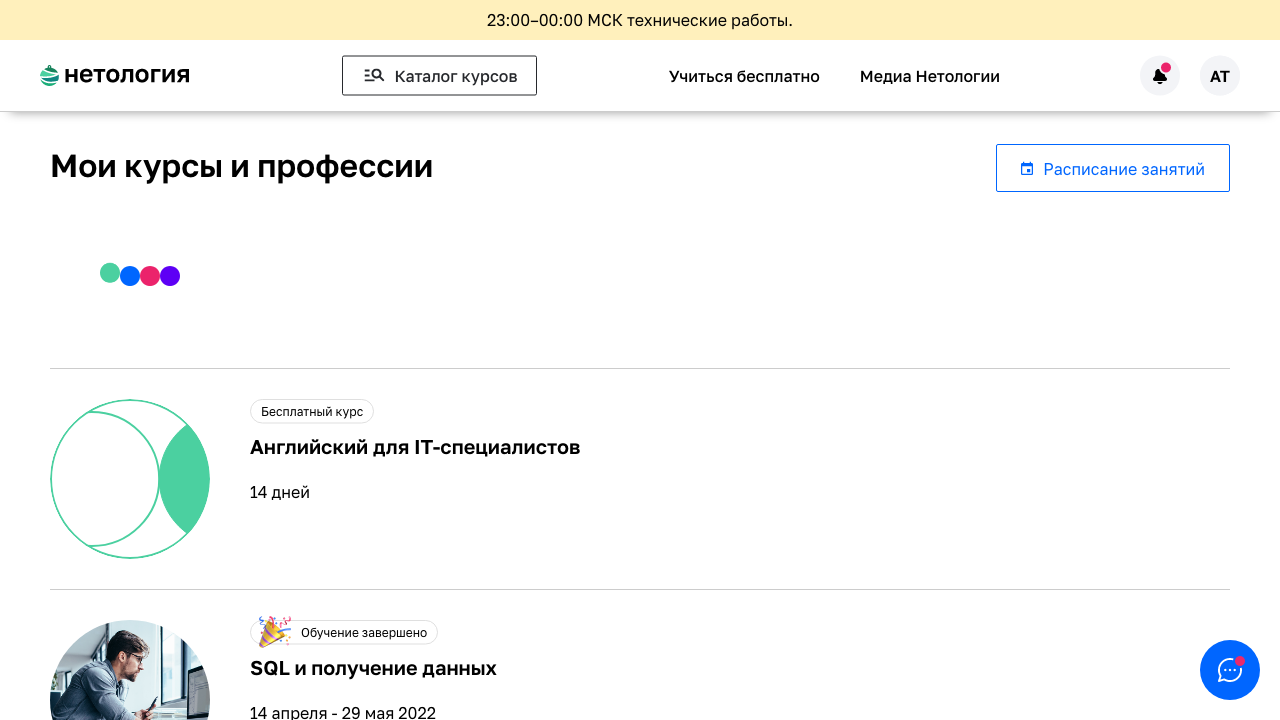 23:00–00:00 МСК технические работы.
нетология
Каталог курсов
Учиться бесплатно
Медиа Нетологии
АТ
Мои курсы и профессии
Расписание занятий
Бесплатный курс
Английский для IT-специалистов
14 дней
Обучение завершено
SQL и получение данных
14 апреля - 29 мая 2022